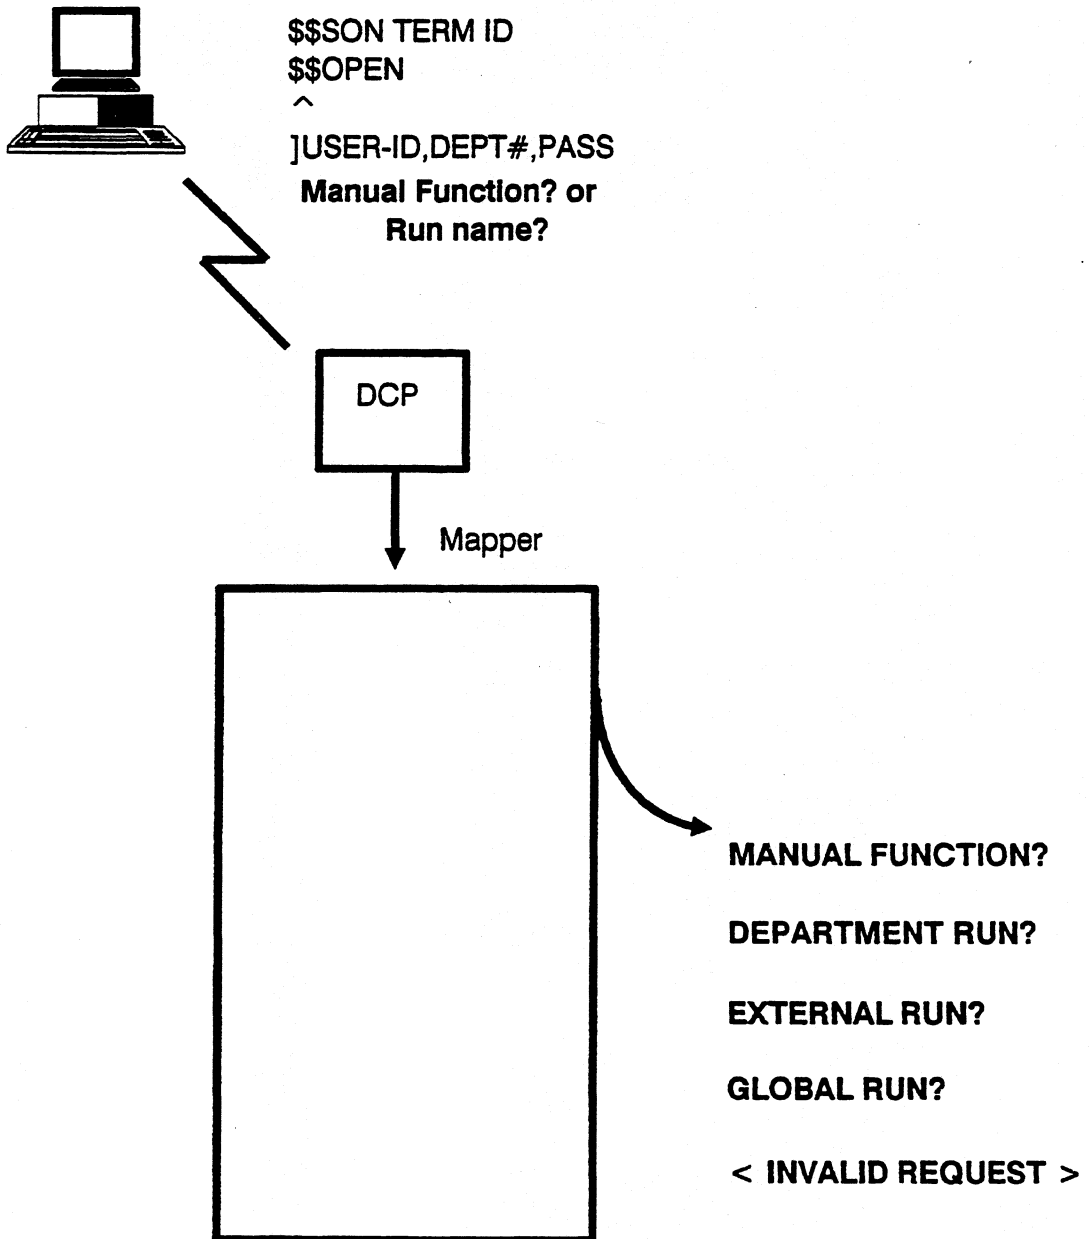 $$SON TERM ID
$$OPEN
^
]USER-ID,DEPT#,PASS
Manual Function? or
Run name?
DCP
Mapper
MANUAL FUNCTION?
DEPARTMENT RUN?
EXTERNAL RUN?
GLOBAL RUN?
< INVALID REQUEST >